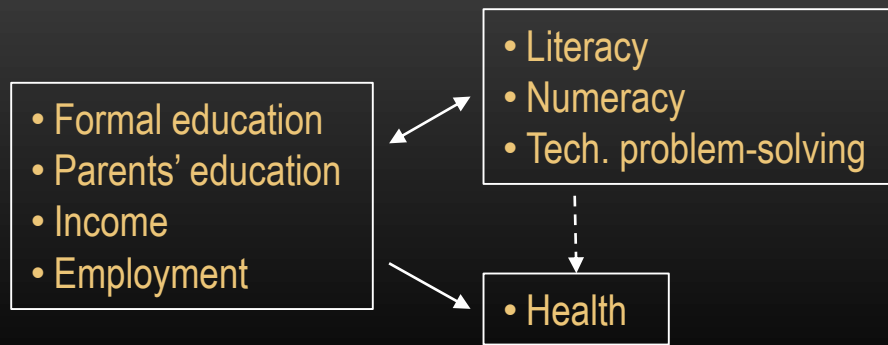 • Formal education
• Parents’ education
• Income
• Employment
• Literacy
• Numeracy
• Tech. problem-solving
• Health